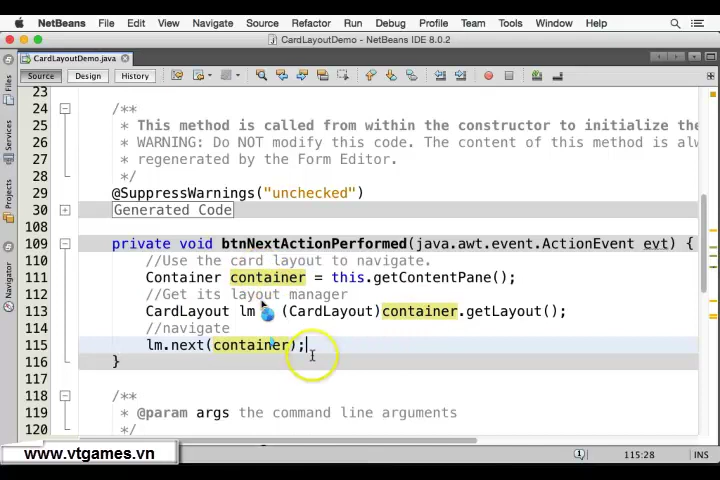 NetBeans File Edit View Navigate Source Refactor Run Debug Profile Team Tools Window Help
CardLayoutDemo - NetBeans IDE 8.0.2
CardLayoutDemo.java
Source Design History
Files
Services
Projects
Navigator
23
24 /**
25 * This method is called from within the constructor to initialize the
26 * WARNING: Do NOT modify this code. The content of this method is alw
27 * regenerated by the Form Editor.
28 */
29 @SuppressWarnings("unchecked")
30 Generated Code
108
109 private void btnNextActionPerformed(java.awt.event.ActionEvent evt) {
110 //Use the card layout to navigate.
111 Container container = this.getContentPane();
112 //Get its layout manager
113 CardLayout lm (CardLayout)container.getLayout();
114 //navigate
115 lm.next(container);
116 }
117
118 /**
119 * @param args the command line arguments
120 */
www.vtgames.vn
1 115:28 INS